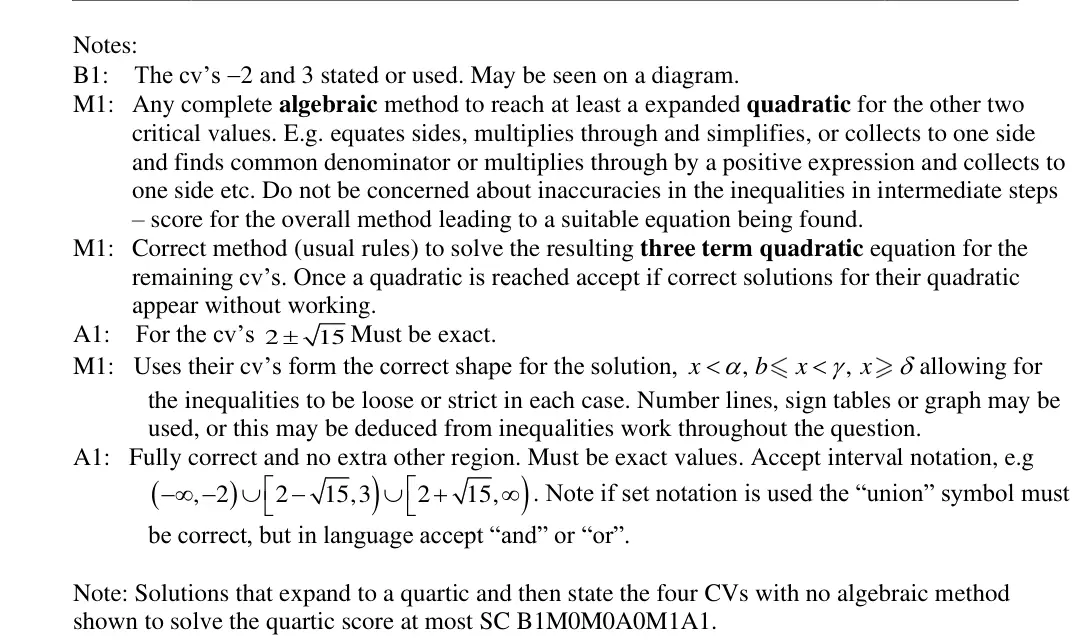 Notes:
B1: The cv's –2 and 3 stated or used. May be seen on a diagram.
M1: Any complete algebraic method to reach at least a expanded quadratic for the other two
critical values. E.g. equates sides, multiplies through and simplifies, or collects to one side
and finds common denominator or multiplies through by a positive expression and collects to
one side etc. Do not be concerned about inaccuracies in the inequalities in intermediate steps
– score for the overall method leading to a suitable equation being found.
M1: Correct method (usual rules) to solve the resulting three term quadratic equation for the
remaining cv's. Once a quadratic is reached accept if correct solutions for their quadratic
appear without working.
A1: For the cv's 2 ± √15 Must be exact.
M1: Uses their cv's form the correct shape for the solution, x < α, b ⩽ x < γ, x ⩾ δ allowing for
the inequalities to be loose or strict in each case. Number lines, sign tables or graph may be
used, or this may be deduced from inequalities work throughout the question.
A1: Fully correct and no extra other region. Must be exact values. Accept interval notation, e.g
(−∞, −2) ∪ [2 − √15, 3) ∪ [2 + √15, ∞). Note if set notation is used the “union” symbol must
be correct, but in language accept “and” or “or”.
Note: Solutions that expand to a quartic and then state the four CVs with no algebraic method
shown to solve the quartic score at most SC B1M0M0A0M1A1.